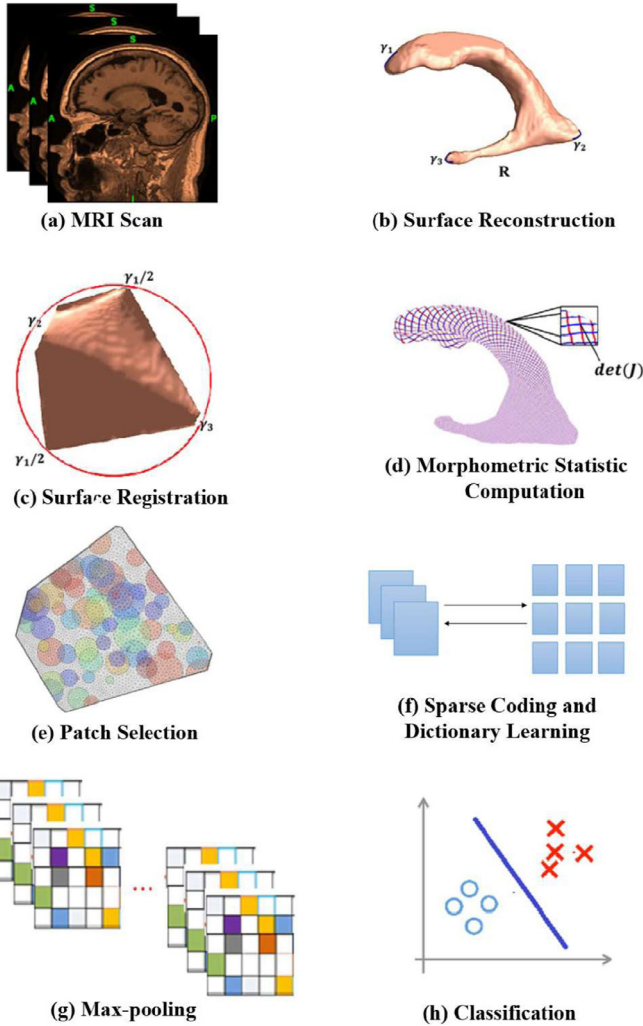 S
S
S
A
A
A
P
I
(a) MRI Scan
γ₁
γ₂
γ₃
R
(b) Surface Reconstruction
γ₁/2
γ₂
γ₃
γ₁/2
(c) Surface Registration
det(J)
(d) Morphometric Statistic
Computation
(e) Patch Selection
(f) Sparse Coding and
Dictionary Learning
...
(g) Max-pooling
(h) Classification